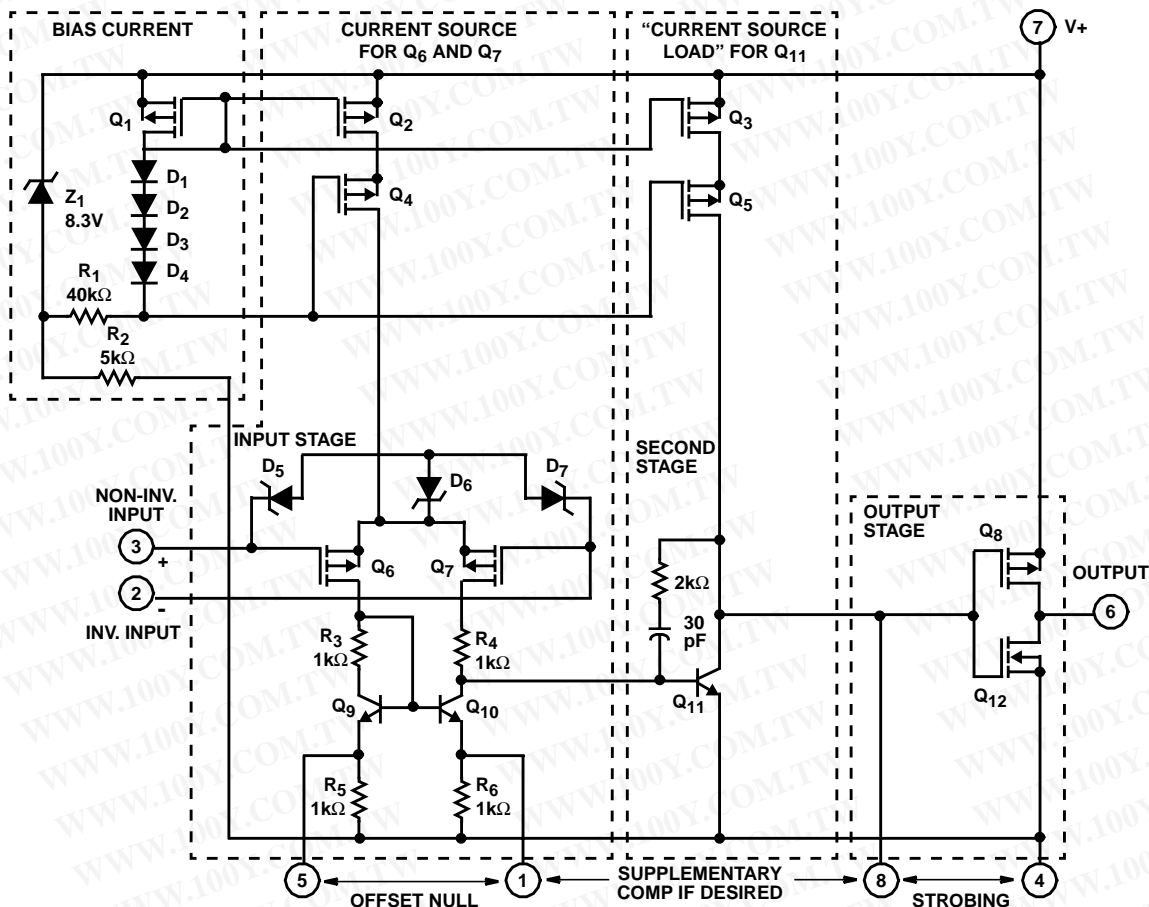 BIAS CURRENT
CURRENT SOURCE
FOR Q6 AND Q7
“CURRENT SOURCE
LOAD” FOR Q11
7 V+
Q1
Q2
Q3
D1
D2
D3
D4
Z1
8.3V
Q4
Q5
R1
40kΩ
R2
5kΩ
INPUT STAGE
D5
D6
D7
SECOND
STAGE
NON-INV.
INPUT
3
+
2
-
INV. INPUT
Q6
Q7
2kΩ
30
pF
OUTPUT
STAGE
Q8
OUTPUT
6
R3
1kΩ
R4
1kΩ
Q9
Q10
Q11
Q12
R5
1kΩ
R6
1kΩ
5
1
8
4
OFFSET NULL
SUPPLEMENTARY
COMP IF DESIRED
STROBING
WWW.100Y.COM.TW